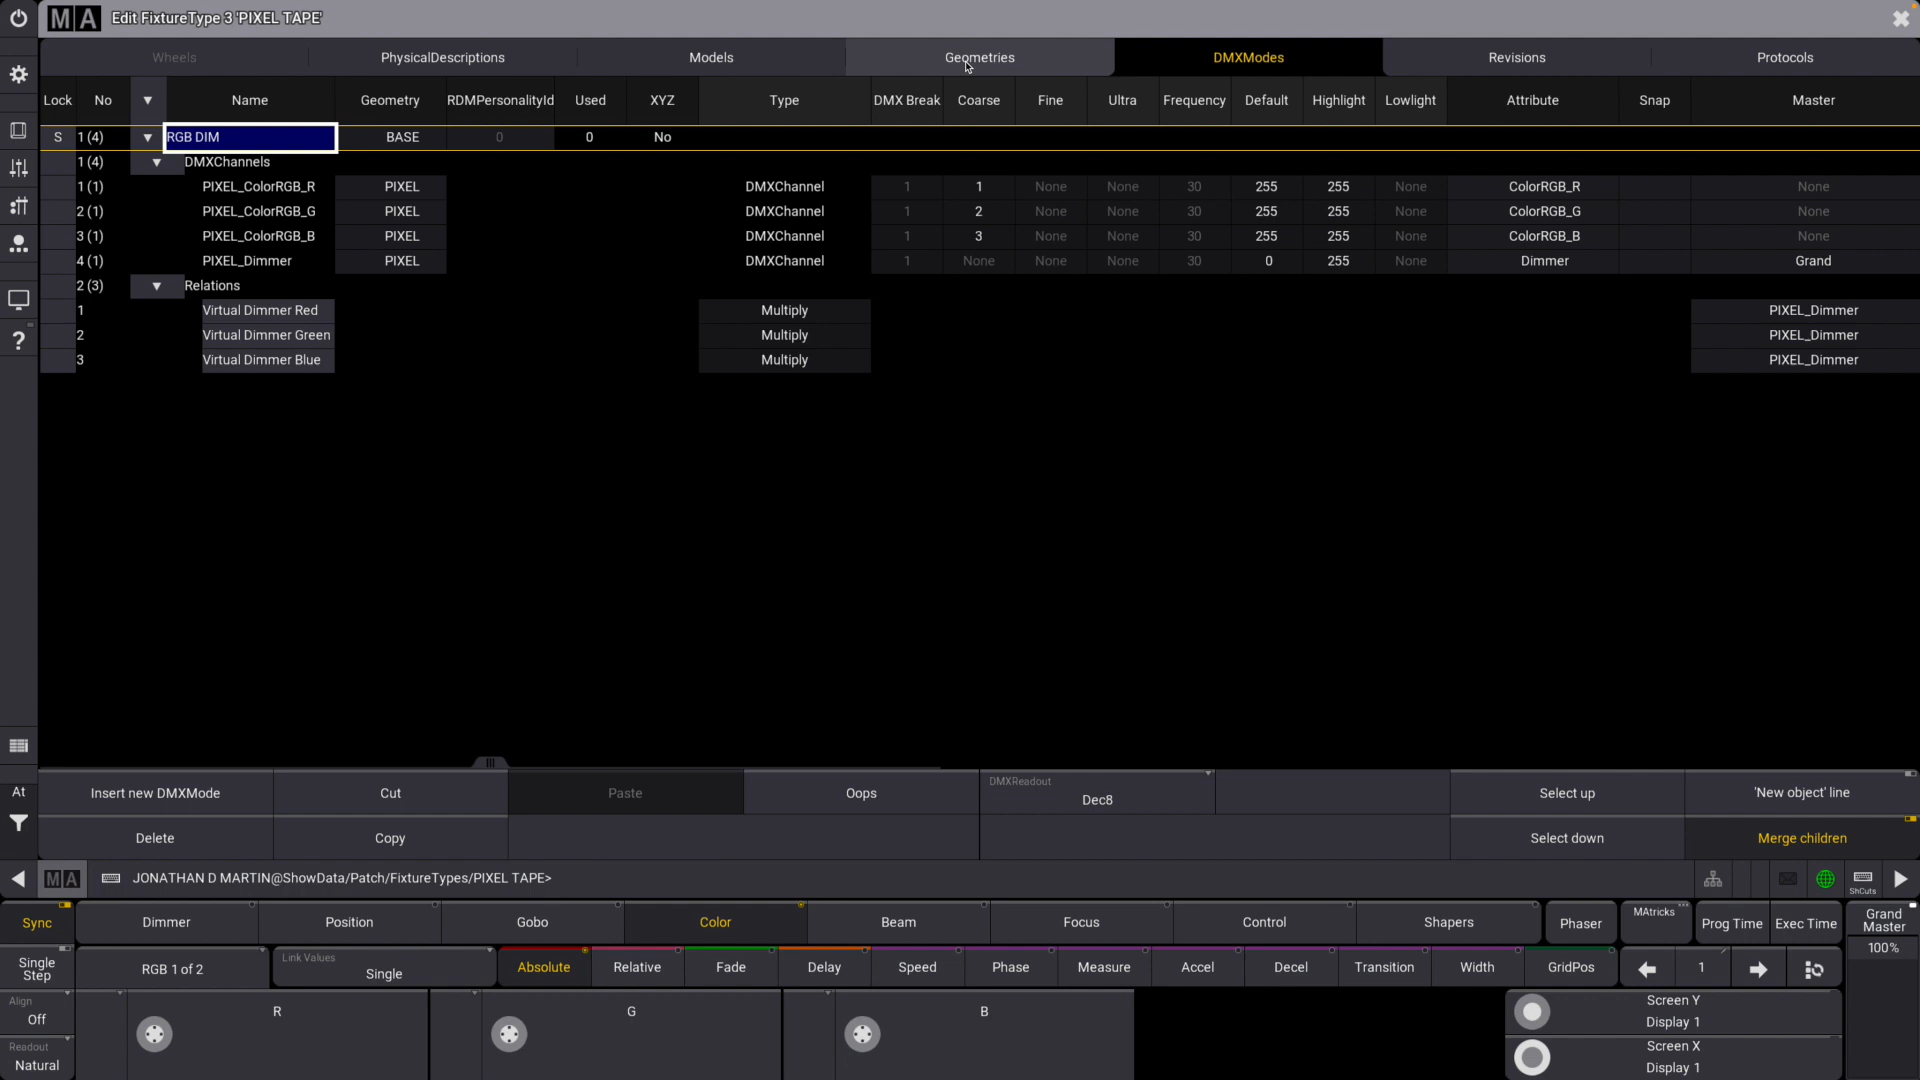 MA Edit FixtureType 3 'PIXEL TAPE'
Wheels PhysicalDescriptions Models Geometries DMXModes Revisions Protocols
Lock No Name Geometry RDMPersonalityId Used XYZ Type DMX Break Coarse Fine Ultra Frequency Default Highlight Lowlight Attribute Snap Master
S 1 (4) RGB DIM BASE 0 0 No
1 (4) DMXChannels
1 (1) PIXEL_ColorRGB_R PIXEL DMXChannel 1 1 None None 30 255 255 None ColorRGB_R None
2 (1) PIXEL_ColorRGB_G PIXEL DMXChannel 1 2 None None 30 255 255 None ColorRGB_G None
3 (1) PIXEL_ColorRGB_B PIXEL DMXChannel 1 3 None None 30 255 255 None ColorRGB_B None
4 (1) PIXEL_Dimmer PIXEL DMXChannel 1 None None None 30 0 255 None Dimmer Grand
2 (3) Relations
1 Virtual Dimmer Red Multiply PIXEL_Dimmer
2 Virtual Dimmer Green Multiply PIXEL_Dimmer
3 Virtual Dimmer Blue Multiply PIXEL_Dimmer
Insert new DMXMode Cut Paste Oops DMXReadout Dec8 Select up 'New object' line
Delete Copy Select down Merge children
At
MA JONATHAN D MARTIN@ShowData/Patch/FixtureTypes/PIXEL TAPE> ShCuts
Sync Dimmer Position Gobo Color Beam Focus Control Shapers Phaser MAtricks Prog Time Exec Time Grand Master
100%
Single Step RGB 1 of 2 Link Values Single Absolute Relative Fade Delay Speed Phase Measure Accel Decel Transition Width GridPos 1
Align Off R G B Screen Y Display 1
Readout Natural Screen X Display 1